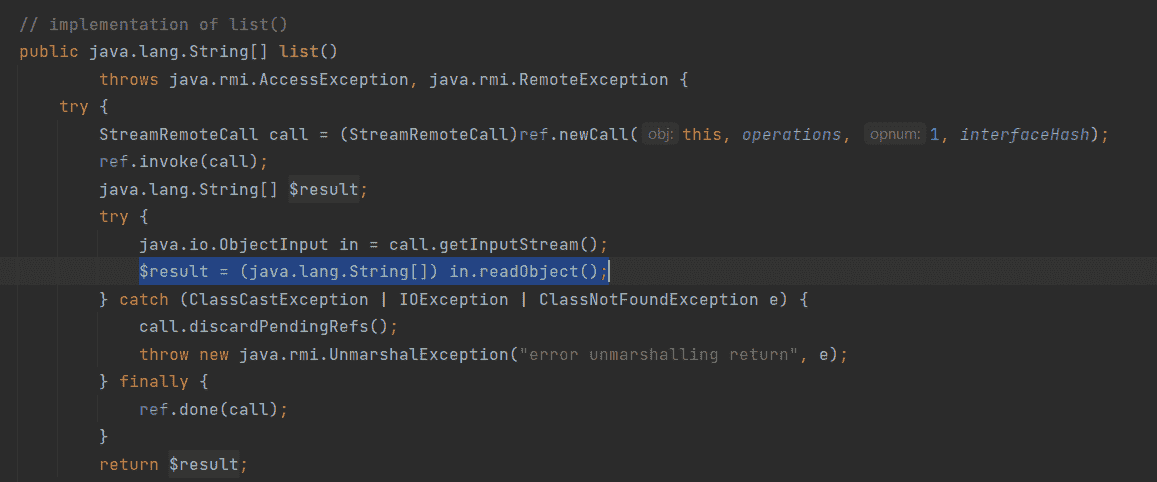 // implementation of list()
public java.lang.String[] list()
throws java.rmi.AccessException, java.rmi.RemoteException {
try {
StreamRemoteCall call = (StreamRemoteCall)ref.newCall( obj: this, operations, opnum: 1, interfaceHash);
ref.invoke(call);
java.lang.String[] $result;
try {
java.io.ObjectInput in = call.getInputStream();
$result = (java.lang.String[]) in.readObject();
} catch (ClassCastException | IOException | ClassNotFoundException e) {
call.discardPendingRefs();
throw new java.rmi.UnmarshalException("error unmarshalling return", e);
} finally {
ref.done(call);
}
return $result;